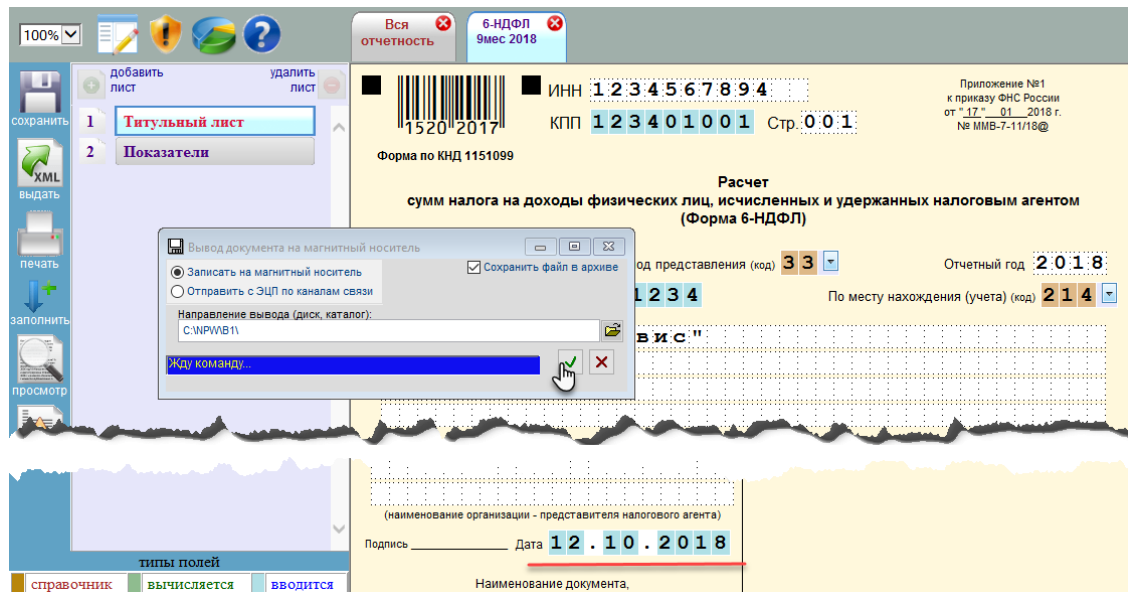 100%
Вся
отчетность
6-НДФЛ
9мес 2018
сохранить
XML
выдать
печать
заполнить
просмотр
добавить
лист
удалить
лист
1 Титульный лист
2 Показатели
1520 2017
ИНН 1234567894
КПП 123401001 Стр. 001
Приложение №1
к приказу ФНС России
от " 17 " 01 2018 г.
№ ММВ-7-11/18@
Форма по КНД 1151099
Расчет
сумм налога на доходы физических лиц, исчисленных и удержанных налоговым агентом
(Форма 6-НДФЛ)
од представления (код) 33
Отчетный год 2018
1234
По месту нахождения (учета) (код) 214
вис"
Вывод документа на магнитный носитель
Записать на магнитный носитель
Сохранить файл в архиве
Отправить с ЭЦП по каналам связи
Направление вывода (диск, каталог):
C:\NPW\B1\
Жду команду...
(наименование организации - представителя налогового агента)
Подпись ____________ Дата 12.10.2018
Наименование документа,
типы полей
справочник вычисляется вводится